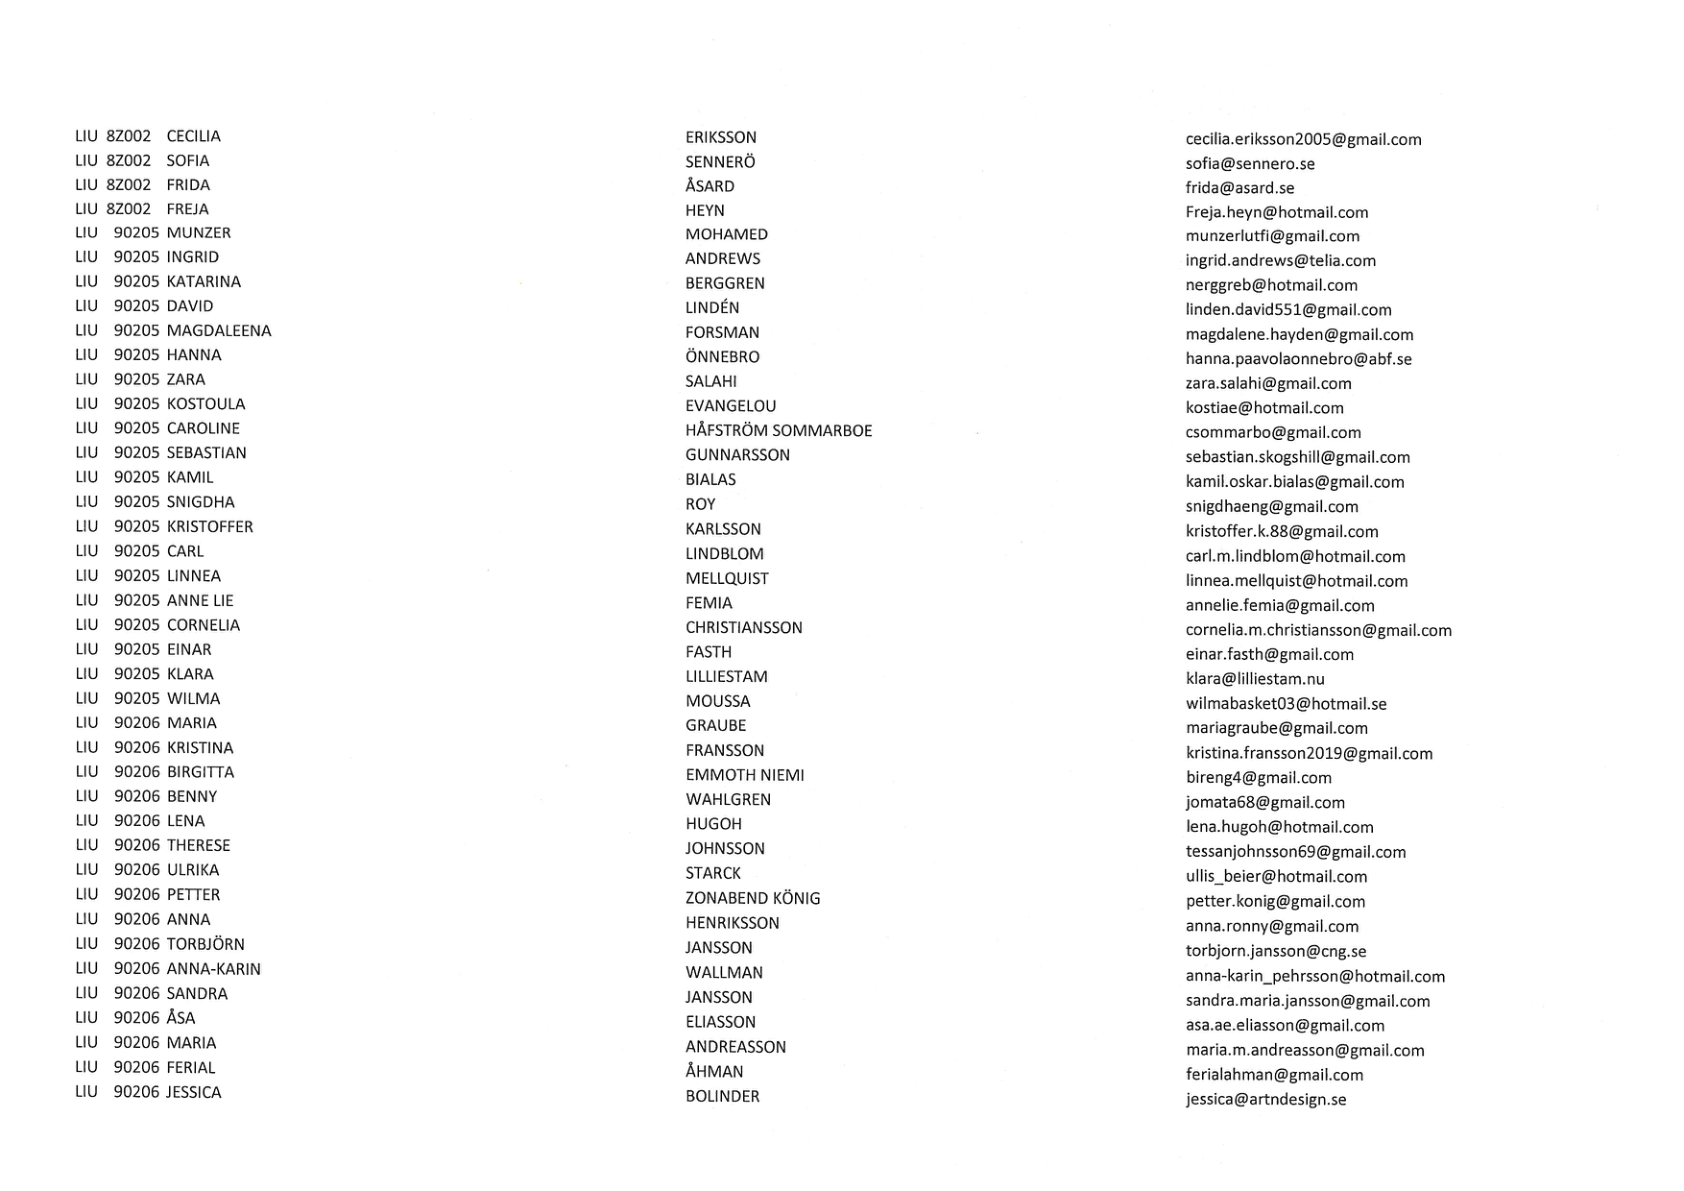 LIU 8Z002 CECILIA ERIKSSON cecilia.eriksson2005@gmail.com
LIU 8Z002 SOFIA SENNERÖ sofia@sennero.se
LIU 8Z002 FRIDA ÅSARD frida@asard.se
LIU 8Z002 FREJA HEYN Freja.heyn@hotmail.com
LIU 90205 MUNZER MOHAMED munzerlutfi@gmail.com
LIU 90205 INGRID ANDREWS ingrid.andrews@telia.com
LIU 90205 KATARINA BERGGREN nerggreb@hotmail.com
LIU 90205 DAVID LINDÉN linden.david551@gmail.com
LIU 90205 MAGDALEENA FORSMAN magdalene.hayden@gmail.com
LIU 90205 HANNA ÖNNEBRO hanna.paavolaonnebro@abf.se
LIU 90205 ZARA SALAHI zara.salahi@gmail.com
LIU 90205 KOSTOULA EVANGELOU kostiae@hotmail.com
LIU 90205 CAROLINE HÅFSTRÖM SOMMARBOE csommarbo@gmail.com
LIU 90205 SEBASTIAN GUNNARSSON sebastian.skogshill@gmail.com
LIU 90205 KAMIL BIALAS kamil.oskar.bialas@gmail.com
LIU 90205 SNIGDHA ROY snigdhaeng@gmail.com
LIU 90205 KRISTOFFER KARLSSON kristoffer.k.88@gmail.com
LIU 90205 CARL LINDBLOM carl.m.lindblom@hotmail.com
LIU 90205 LINNEA MELLQUIST linnea.mellquist@hotmail.com
LIU 90205 ANNE LIE FEMIA annelie.femia@gmail.com
LIU 90205 CORNELIA CHRISTIANSSON cornelia.m.christiansson@gmail.com
LIU 90205 EINAR FASTH einar.fasth@gmail.com
LIU 90205 KLARA LILLIESTAM klara@lilliestam.nu
LIU 90205 WILMA MOUSSA wilmabasket03@hotmail.se
LIU 90206 MARIA GRAUBE mariagraube@gmail.com
LIU 90206 KRISTINA FRANSSON kristina.fransson2019@gmail.com
LIU 90206 BIRGITTA EMMOTH NIEMI bireng4@gmail.com
LIU 90206 BENNY WAHLGREN jomata68@gmail.com
LIU 90206 LENA HUGOH lena.hugoh@hotmail.com
LIU 90206 THERESE JOHNSSON tessanjohnsson69@gmail.com
LIU 90206 ULRIKA STARCK ullis_beier@hotmail.com
LIU 90206 PETTER ZONABEND KÖNIG petter.konig@gmail.com
LIU 90206 ANNA HENRIKSSON anna.ronny@gmail.com
LIU 90206 TORBJÖRN JANSSON torbjorn.jansson@cng.se
LIU 90206 ANNA-KARIN WALLMAN anna-karin_pehrsson@hotmail.com
LIU 90206 SANDRA JANSSON sandra.maria.jansson@gmail.com
LIU 90206 ÅSA ELIASSON asa.ae.eliasson@gmail.com
LIU 90206 MARIA ANDREASSON maria.m.andreasson@gmail.com
LIU 90206 FERIAL ÅHMAN ferialahman@gmail.com
LIU 90206 JESSICA BOLINDER jessica@artndesign.se